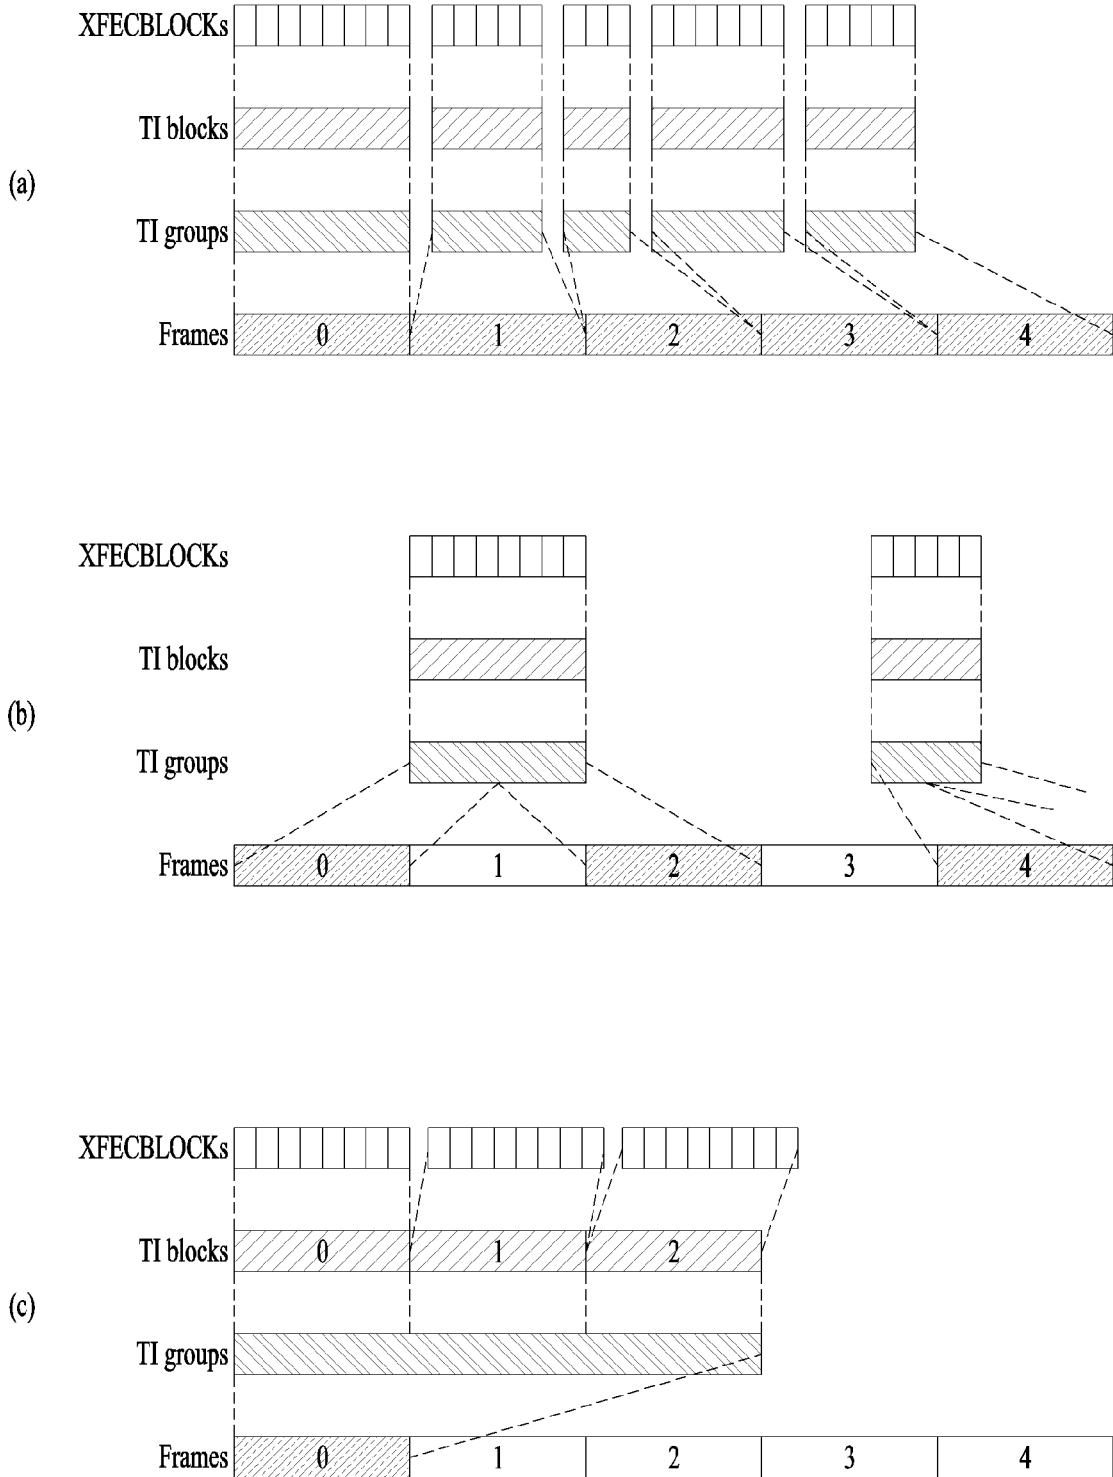 XFECBLOCKs
TI blocks
(a)
TI groups
Frames 0 1 2 3 4
XFECBLOCKs
TI blocks
(b)
TI groups
Frames 0 1 2 3 4
XFECBLOCKs
TI blocks 0 1 2
(c)
TI groups
Frames 0 1 2 3 4